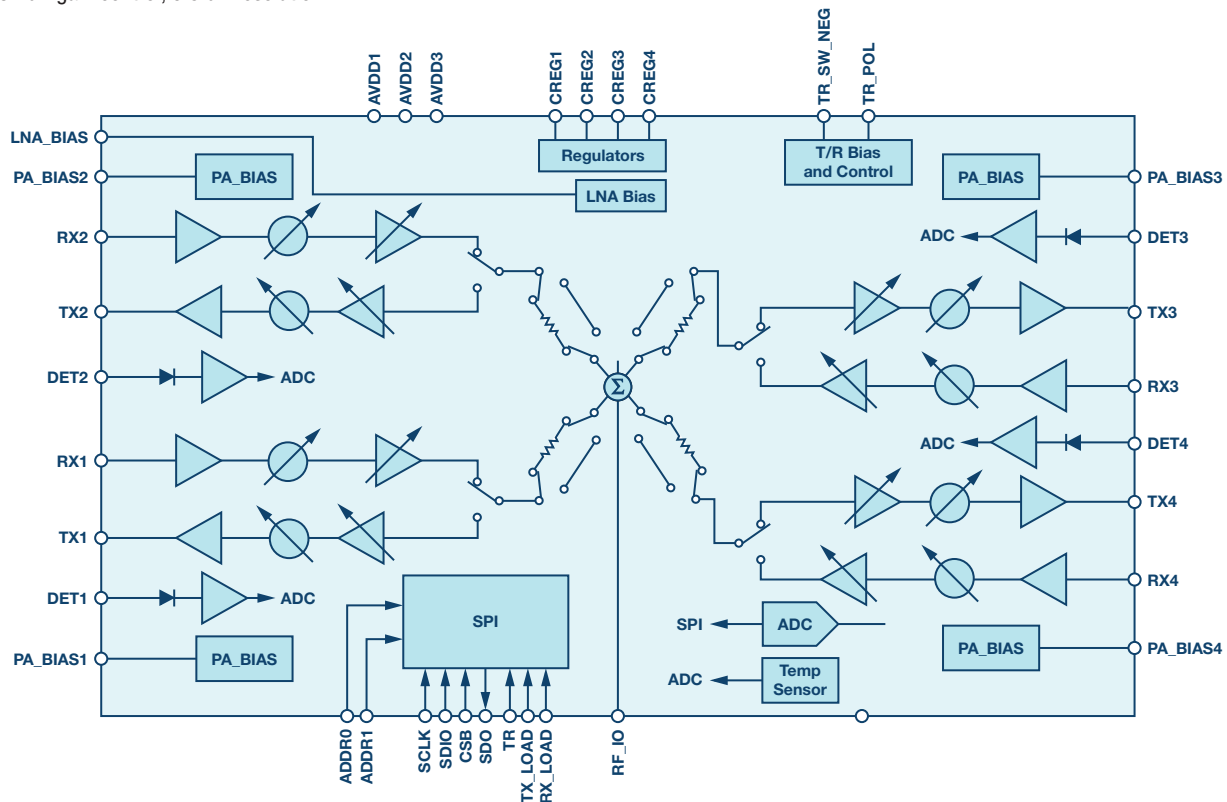 AVDD1
AVDD2
AVDD3
CREG1
CREG2
CREG3
CREG4
TR_SW_NEG
TR_POL
LNA_BIAS
PA_BIAS2
RX2
TX2
DET2
RX1
TX1
DET1
PA_BIAS1
PA_BIAS
Regulators
LNA Bias
T/R Bias
and Control
PA_BIAS
PA_BIAS3
ADC
DET3
TX3
RX3
ADC
DET4
TX4
RX4
PA_BIAS4
ADC
Σ
ADC
PA_BIAS
SPI
SPI
ADC
ADC
Temp
Sensor
PA_BIAS
ADDR0
ADDR1
SCLK
SDIO
CSB
SDO
TR
TX_LOAD
RX_LOAD
RF_IO